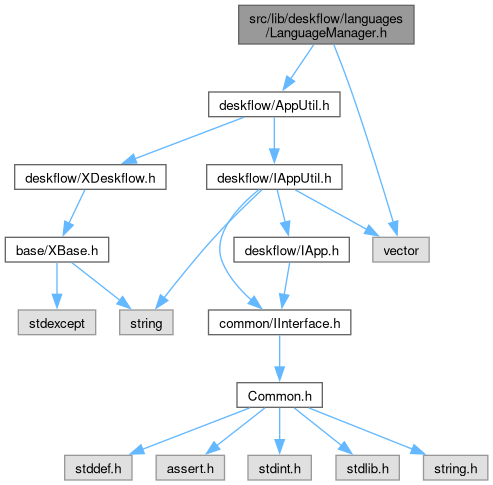 src/lib/deskflow/languages
/LanguageManager.h
deskflow/AppUtil.h
deskflow/XDeskflow.h
deskflow/IAppUtil.h
base/XBase.h
deskflow/IApp.h
vector
stdexcept
string
common/IInterface.h
Common.h
stddef.h
assert.h
stdint.h
stdlib.h
string.h